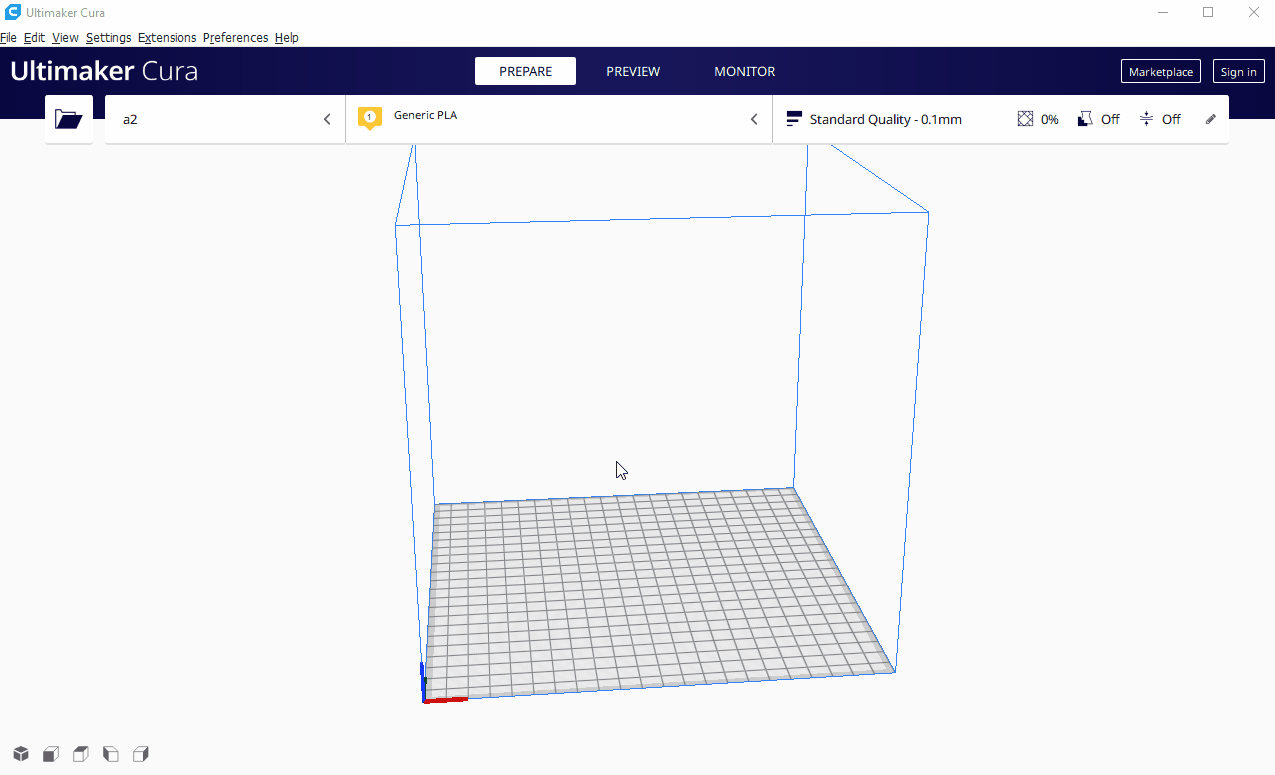 Ultimaker Cura
File Edit View Settings Extensions Preferences Help
Ultimaker Cura PREPARE PREVIEW MONITOR Marketplace Sign in
a2 1 Generic PLA Standard Quality - 0.1mm 0% Off Off